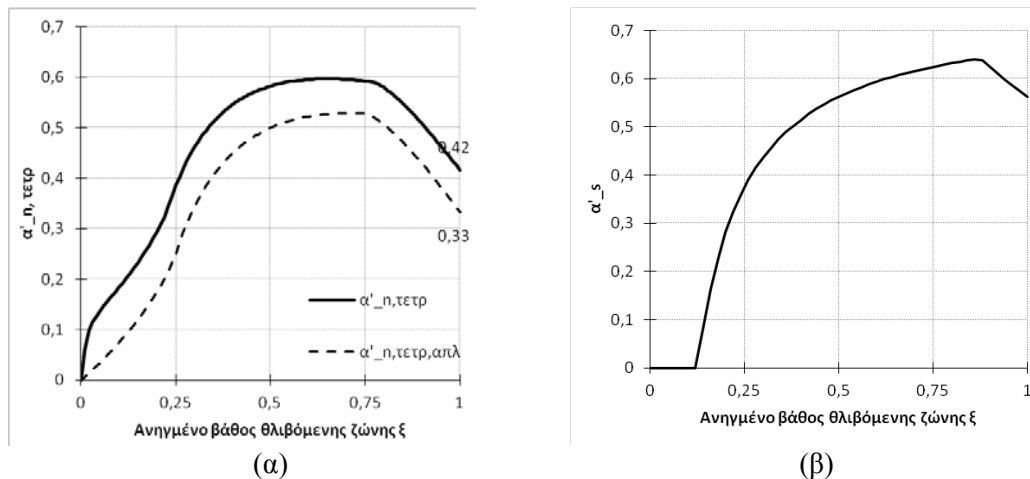 0,7
0,6
0,5
0,4
0,3
0,2
0,1
0
α'_n, τετρ
0,42
0,33
α'_n,τετρ
α'_n,τετρ,απλ
0 0,25 0,5 0,75 1
Ανηγμένο βάθος θλιβόμενης ζώνης ξ
(α)
0,7
0,6
0,5
0,4
0,3
0,2
0,1
0
α'_s
0 0,25 0,5 0,75 1
Ανηγμένο βάθος θλιβόμενης ζώνης ξ
(β)